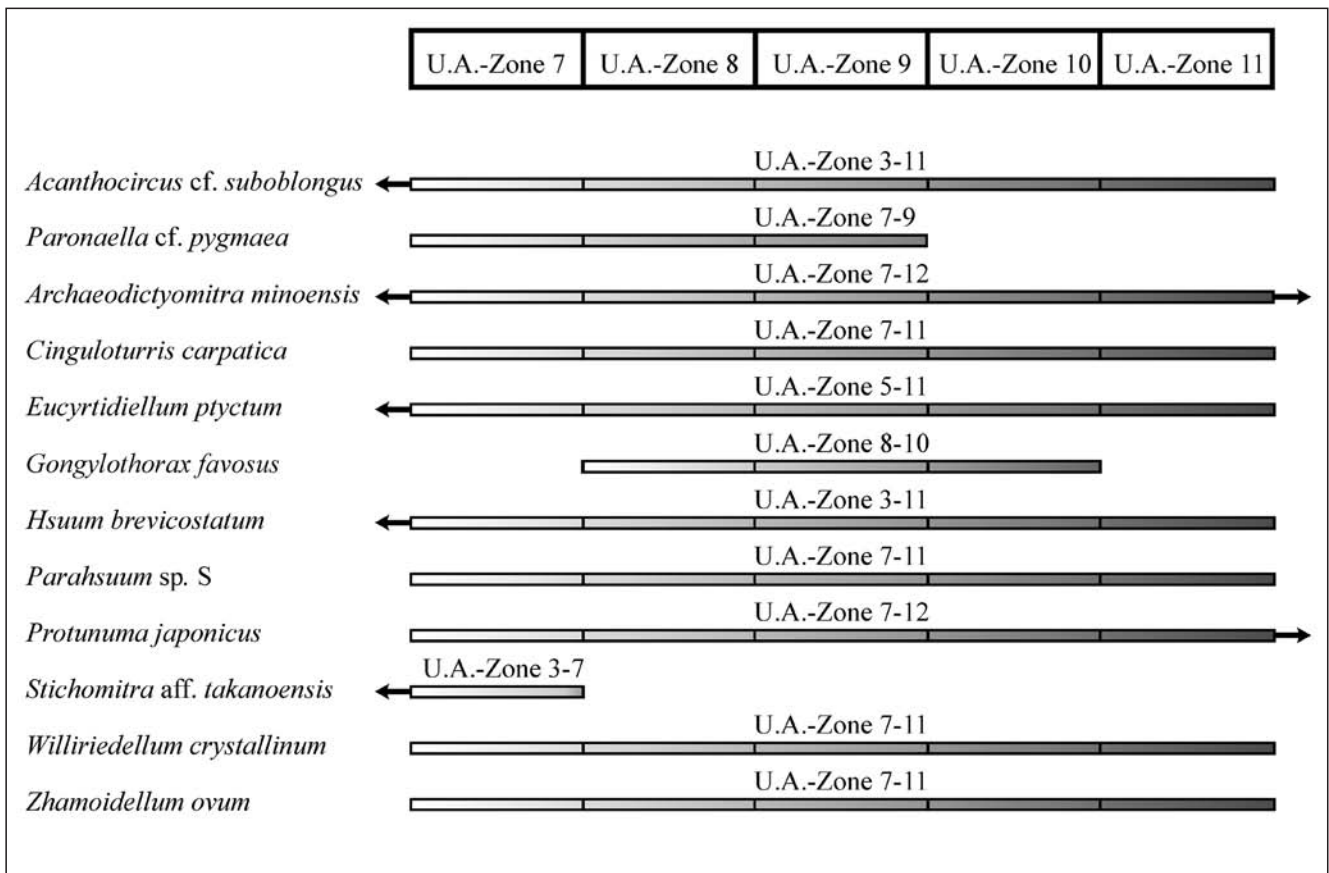 U.A.-Zone 7 U.A.-Zone 8 U.A.-Zone 9 U.A.-Zone 10 U.A.-Zone 11
U.A.-Zone 3-11
Acanthocircus cf. suboblongus
U.A.-Zone 7-9
Paronaella cf. pygmaea
U.A.-Zone 7-12
Archaeodictyomitra minoensis
U.A.-Zone 7-11
Cinguloturris carpatica
U.A.-Zone 5-11
Eucyrtidiellum ptyctum
U.A.-Zone 8-10
Gongylothorax favosus
U.A.-Zone 3-11
Hsuum brevicostatum
U.A.-Zone 7-11
Parahsuum sp. S
U.A.-Zone 7-12
Protunuma japonicus
U.A.-Zone 3-7
Stichomitra aff. takanoensis
U.A.-Zone 7-11
Williriedellum crystallinum
U.A.-Zone 7-11
Zhamoidellum ovum